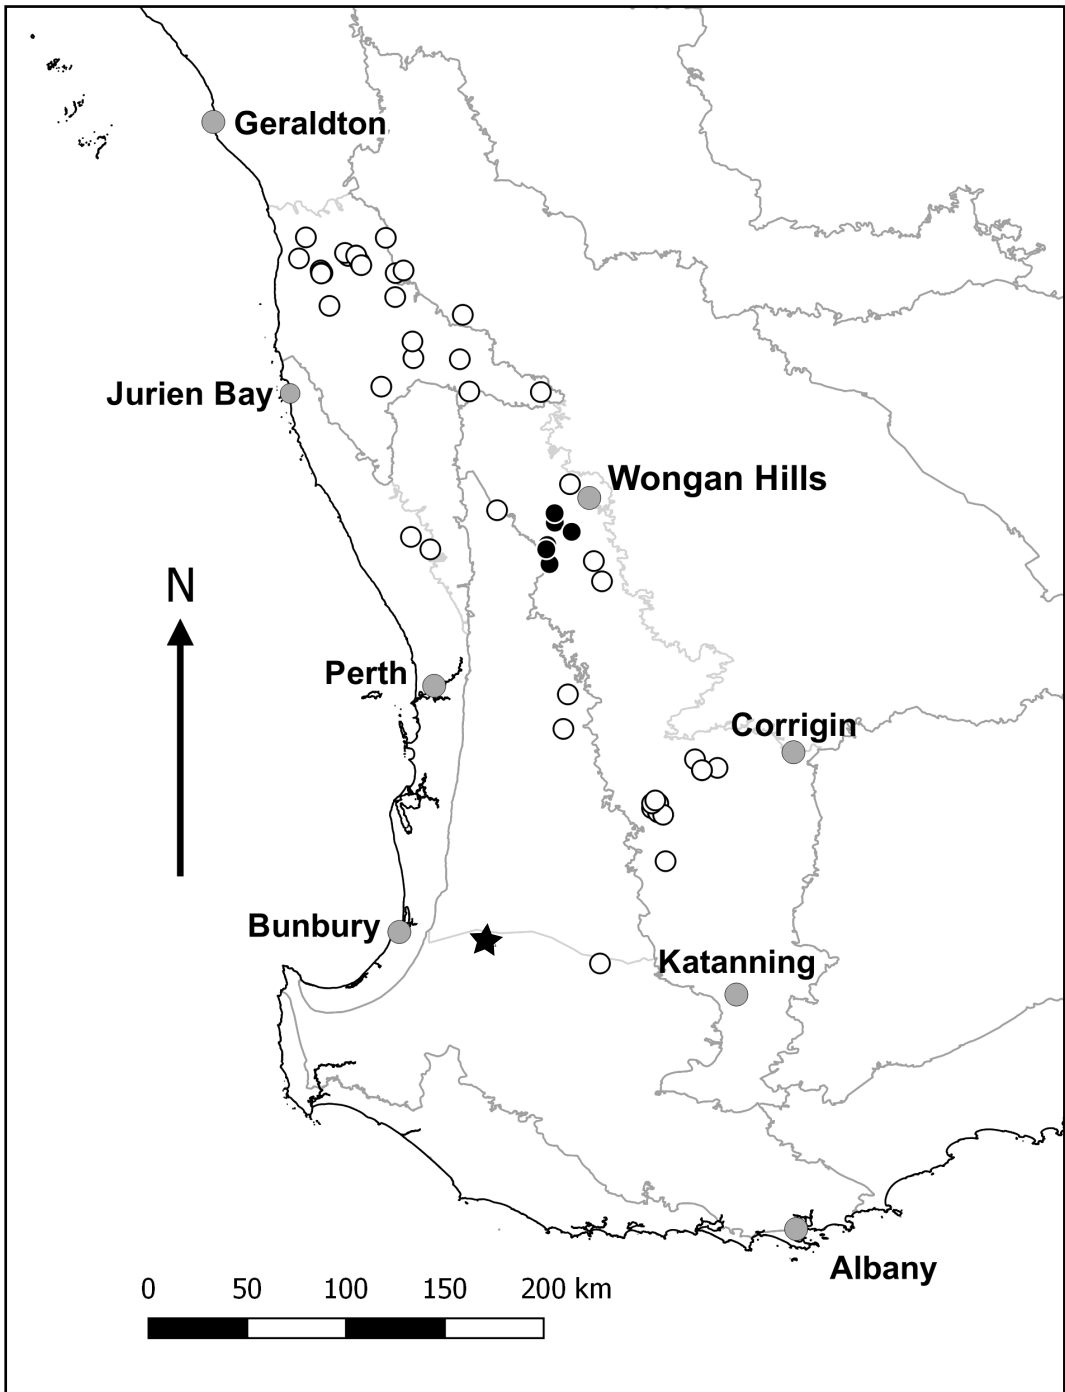 Geraldton
Jurien Bay
Wongan Hills
N
Perth
Corrigin
Bunbury
Katanning
Albany
0 50 100 150 200 km